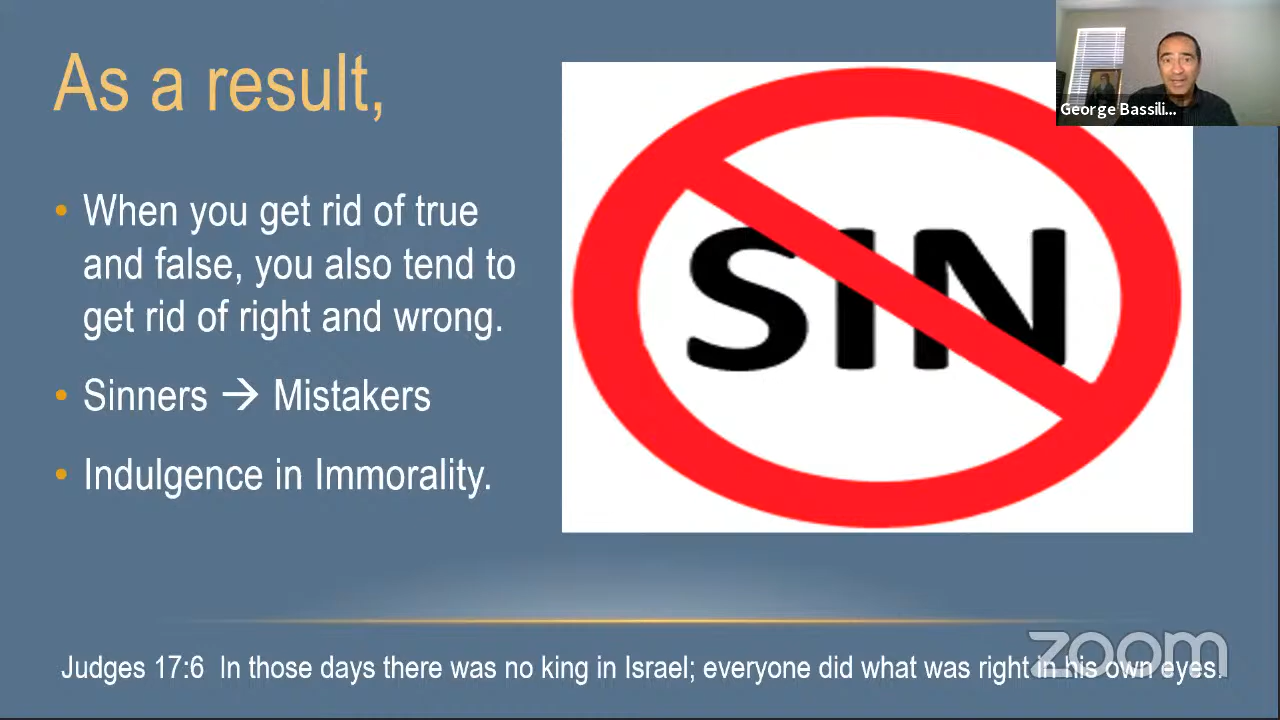 As a result,
• When you get rid of true
and false, you also tend to
get rid of right and wrong.
• Sinners → Mistakers
• Indulgence in Immorality.
SIN
George Bassili...
zoom
Judges 17:6 In those days there was no king in Israel; everyone did what was right in his own eyes.